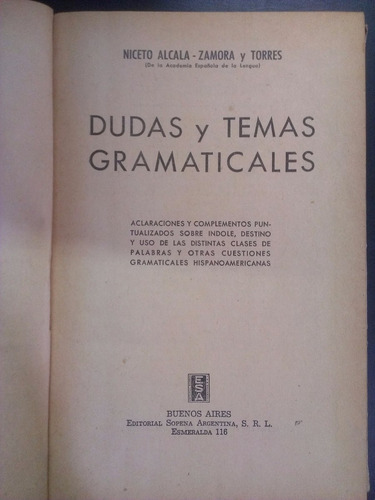 NICETO ALCALA-ZAMORA y TORRES
(De la Academia Española de la Lengua)
DUDAS y TEMAS
GRAMATICALES
ACLARACIONES Y COMPLEMENTOS PUN-
TUALIZADOS SOBRE INDOLE, DESTINO
Y USO DE LAS DISTINTAS CLASES DE
PALABRAS Y OTRAS CUESTIONES
GRAMATICALES HISPANOAMERICANAS
ESA
BUENOS AIRES
EDITORIAL SOPENA ARGENTINA, S. R. L.
ESMERALDA 116